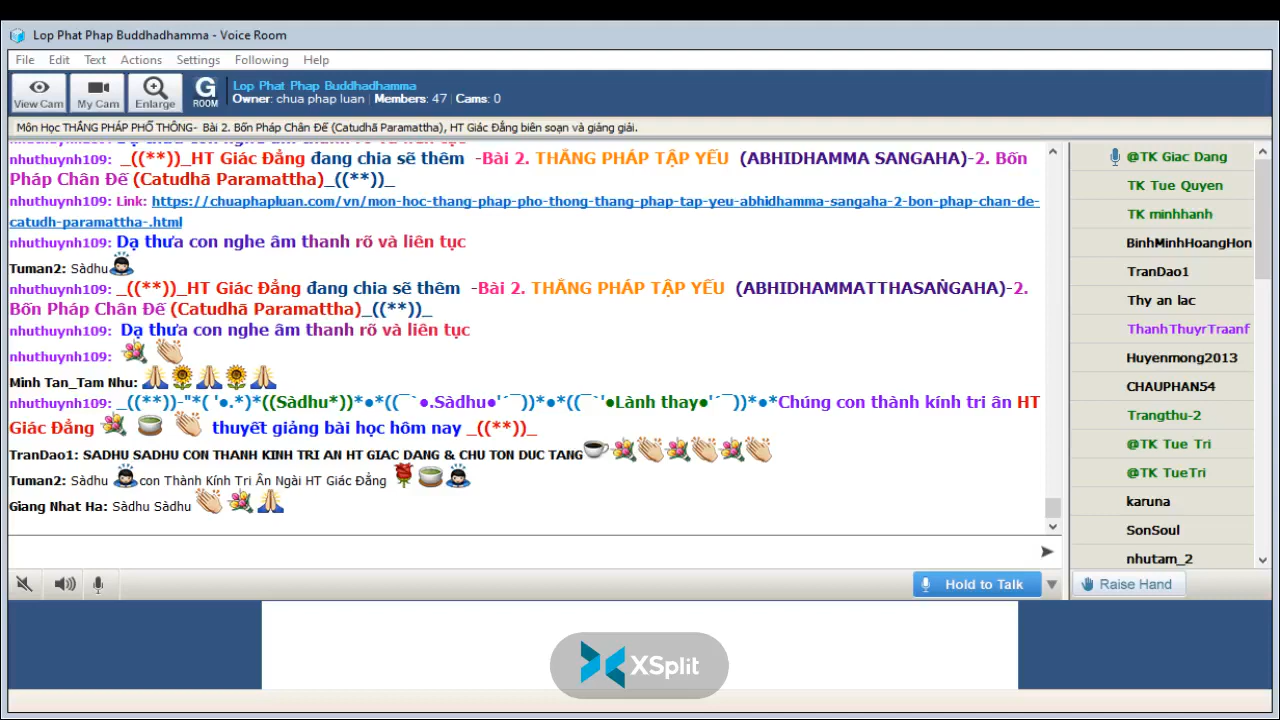 Lop Phat Phap Buddhadhamma - Voice Room
File Edit Text Actions Settings Following Help
View Cam My Cam Enlarge G ROOM
Lop Phat Phap Buddhadhamma
Owner: chua phap luan | Members: 47 | Cams: 0
Môn Học THẮNG PHÁP PHỔ THÔNG- Bài 2. Bốn Pháp Chân Đế (Catudhā Paramattha), HT Giác Đẳng biên soạn và giảng giải.
nhuthuynh109: _((**))_HT Giác Đẳng đang chia sẽ thêm -Bài 2. THẮNG PHÁP TẬP YẾU (ABHIDHAMMA SANGAHA)-2. Bốn
Pháp Chân Đế (Catudhā Paramattha)_((**))_
nhuthuynh109: Link: https://chuaphapluan.com/vn/mon-hoc-thang-phap-pho-thong-thang-phap-tap-yeu-abhidhamma-sangaha-2-bon-phap-chan-de-
catudh-paramattha-.html
nhuthuynh109: Dạ thưa con nghe âm thanh rõ và liên tục
Tuman2: Sàdhu
nhuthuynh109: _((**))_HT Giác Đẳng đang chia sẽ thêm -Bài 2. THẮNG PHÁP TẬP YẾU (ABHIDHAMMATTHASAṄGAHA)-2.
Bốn Pháp Chân Đế (Catudhā Paramattha)_((**))_
nhuthuynh109: Dạ thưa con nghe âm thanh rõ và liên tục
nhuthuynh109:
Minh Tan_Tam Nhu:
nhuthuynh109: _((**))-"*( '●.*)*((Sàdhu*))*●*((¯`●.Sàdhu●'´¯))*●*((¯`'●Lành thay●'´¯))*●*Chúng con thành kính tri ân HT
Giác Đẳng thuyết giảng bài học hôm nay _((**))_
TranDao1: SADHU SADHU CON THANH KINH TRI AN HT GIAC DANG & CHU TON DUC TANG
Tuman2: Sàdhu con Thành Kính Tri Ân Ngài HT Giác Đẳng
Giang Nhat Ha: Sàdhu Sàdhu
@TK Giac Dang
TK Tue Quyen
TK minhhanh
BinhMinhHoangHon
TranDao1
Thy an lac
ThanhThuyrTraanf
Huyenmong2013
CHAUPHAN54
Trangthu-2
@TK Tue Tri
@TK TueTri
karuna
SonSoul
nhutam_2
Hold to Talk
Raise Hand
XSplit